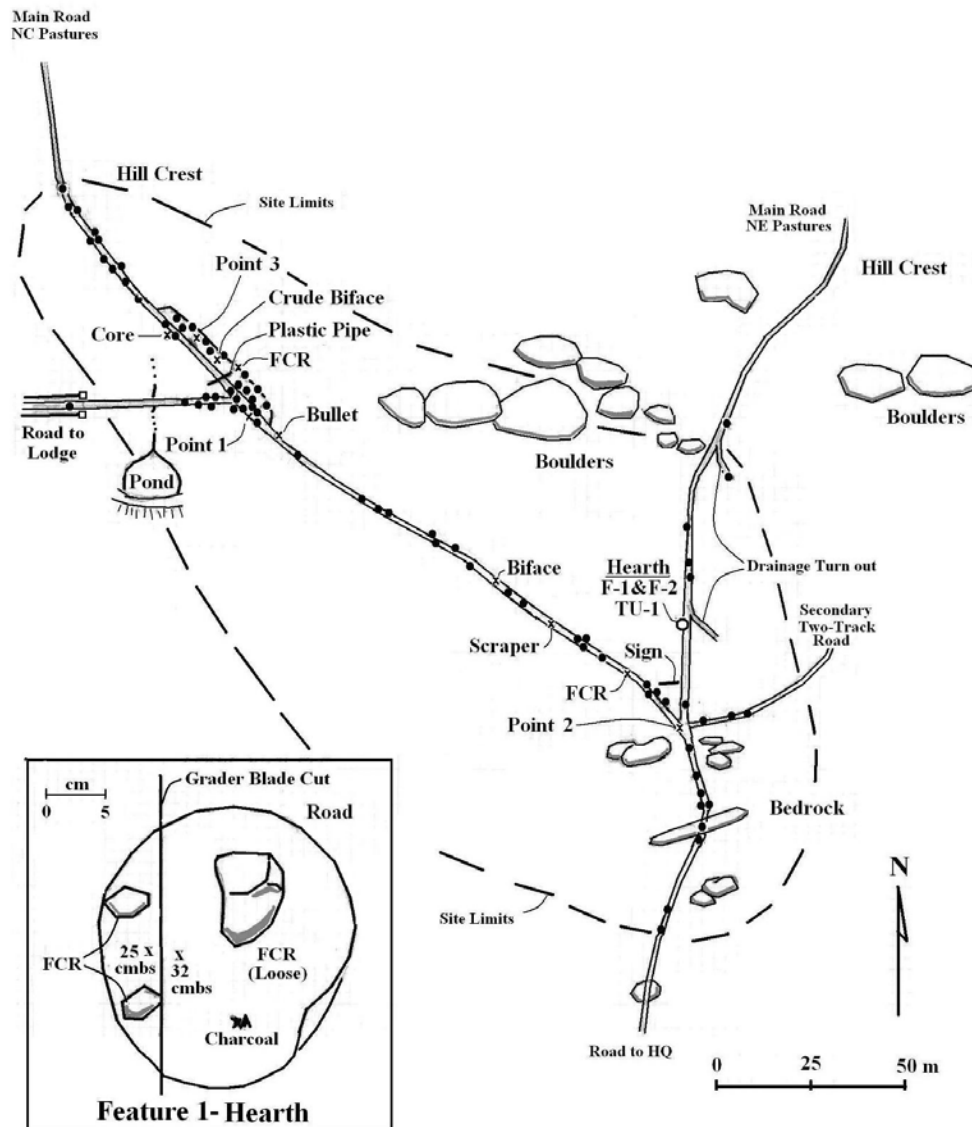 Main Road
NC Pastures
Hill Crest
Site Limits
Main Road
NE Pastures
Hill Crest
Point 3
Crude Biface
Plastic Pipe
Core
FCR
Bullet
Road to
Lodge
Point 1
Pond
Boulders
Boulders
Biface
Hearth
F-1&F-2
TU-1
Drainage Turn out
Secondary
Two-Track
Road
Scraper
Sign
FCR
Point 2
Bedrock
Site Limits
N
Road to HQ
0 25 50 m
cm
0 5
Grader Blade Cut
Road
FCR
25 x
cmbs
x
32
cmbs
FCR
(Loose)
Charcoal
Feature 1- Hearth